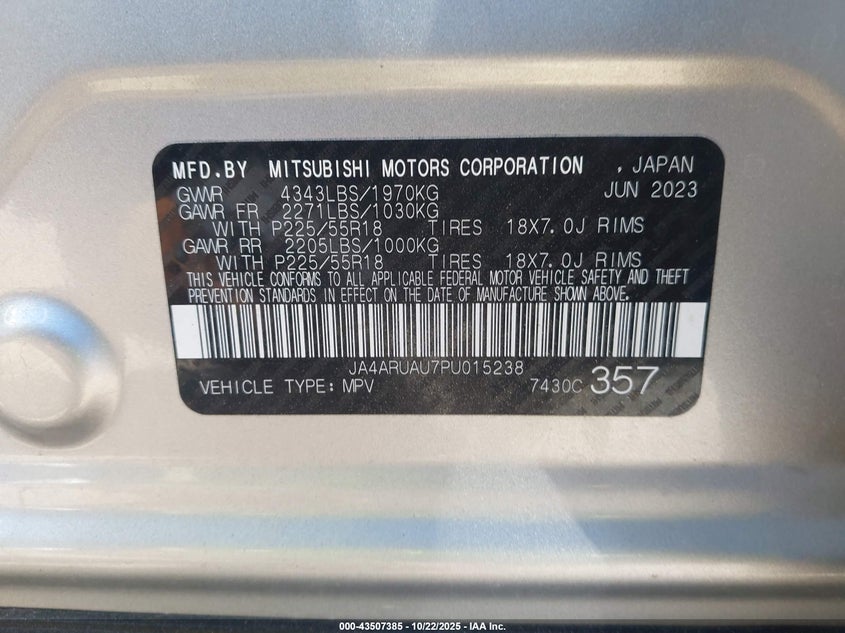 MFD.BY MITSUBISHI MOTORS CORPORATION , JAPAN
GVWR 4343LBS/1970KG JUN 2023
GAWR FR 2271LBS/1030KG
WITH P225/55R18 TIRES 18X7.0J RIMS
GAWR RR 2205LBS/1000KG
WITH P225/55R18 TIRES 18X7.0J RIMS
THIS VEHICLE CONFORMS TO ALL APPLICABLE FEDERAL MOTOR VEHICLE SAFETY AND THEFT
PREVENTION STANDARDS IN EFFECT ON THE DATE OF MANUFACTURE SHOWN ABOVE.
JA4ARUAU7PU015238
VEHICLE TYPE: MPV 7430C 357
000-43507385 - 10/22/2025 - IAA Inc.